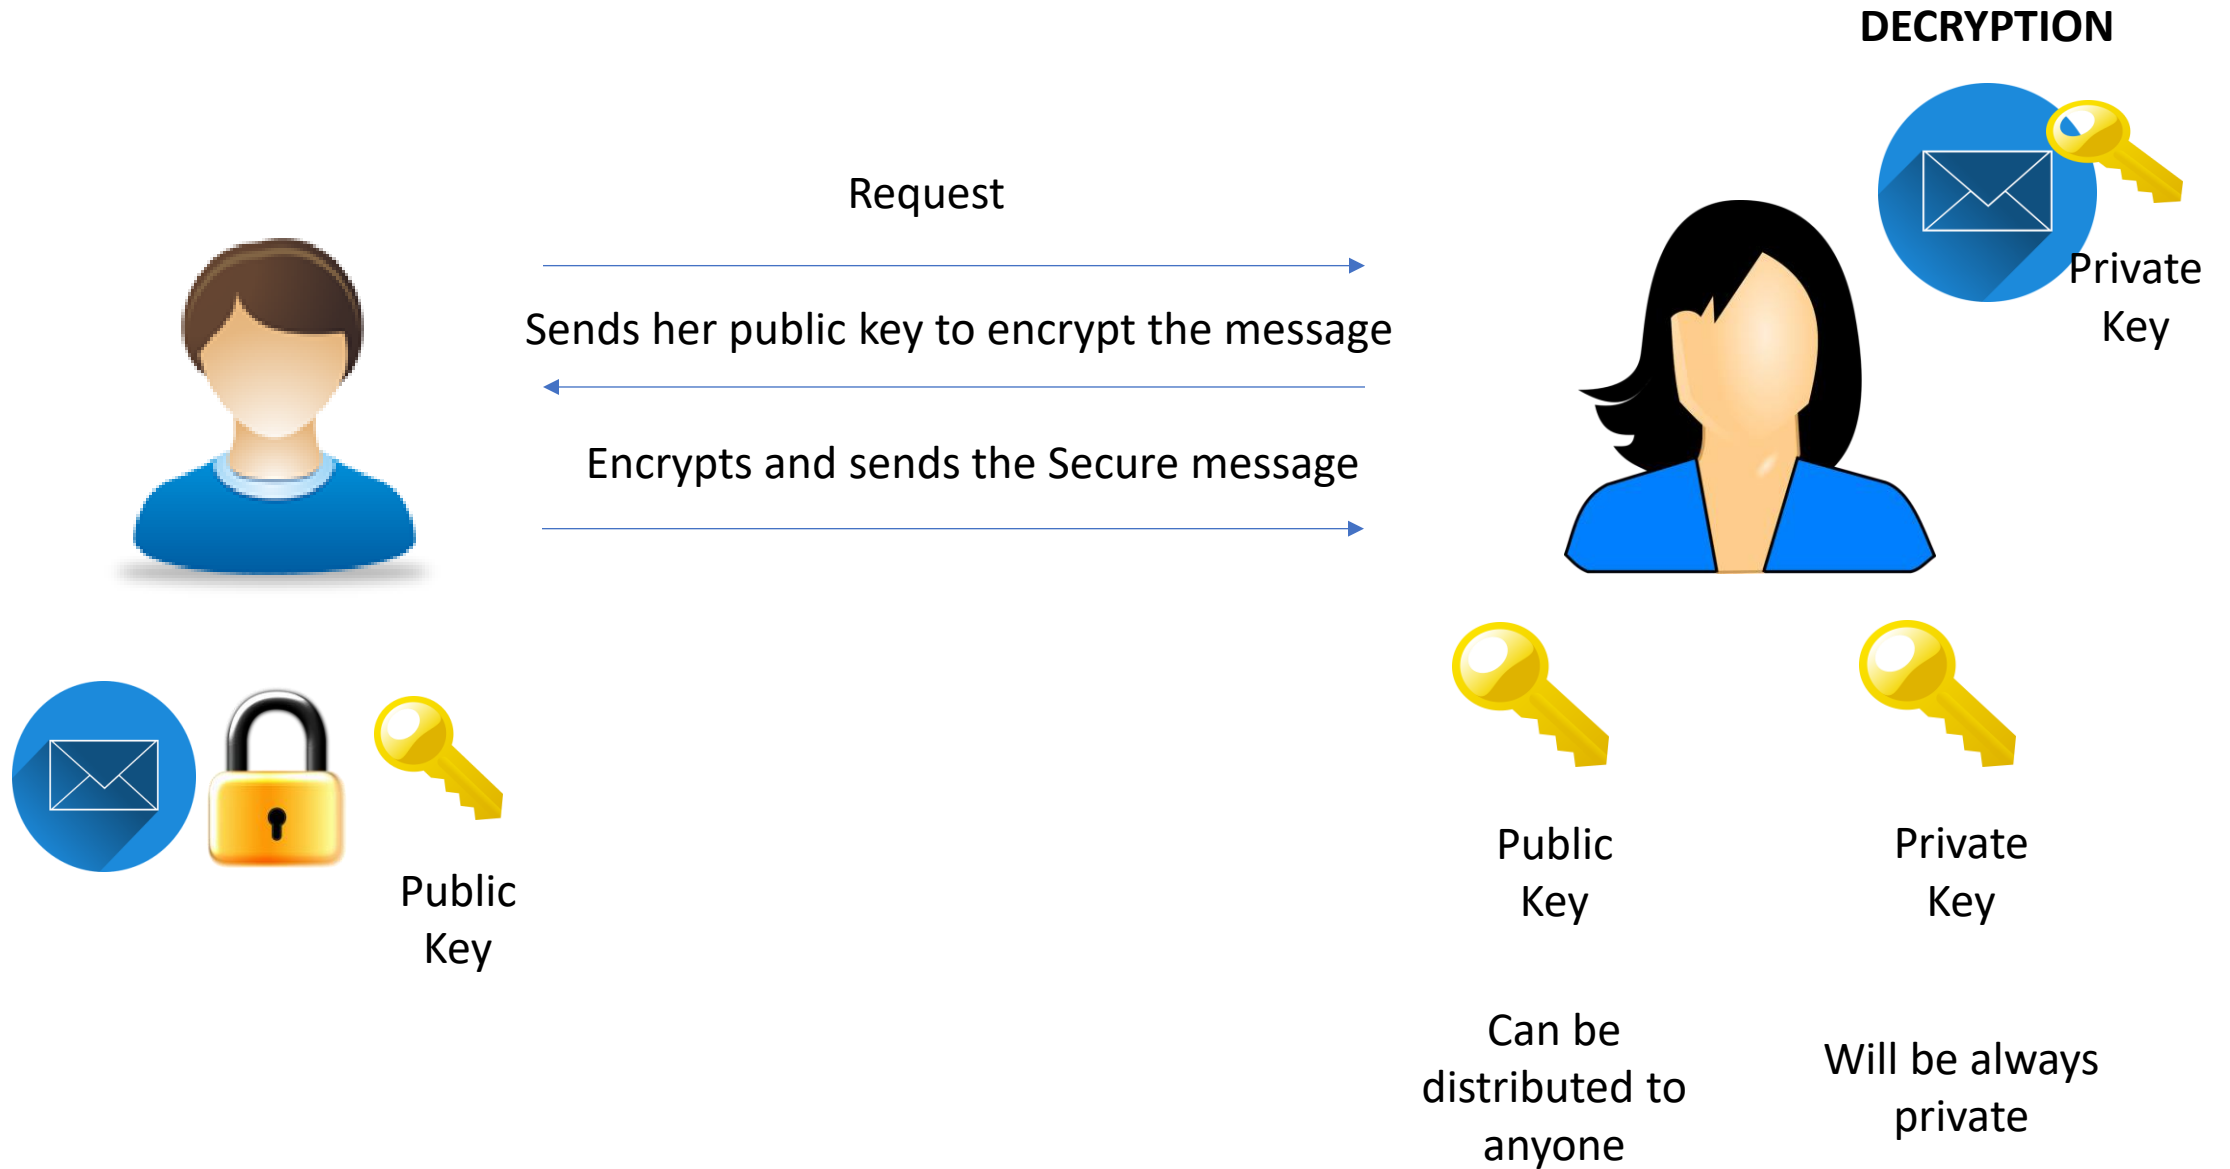 DECRYPTION
Request
Private
Key
Sends her public key to encrypt the message
Encrypts and sends the Secure message
Public
Key
Public
Key
Private
Key
Can be
distributed to
anyone
Will be always
private